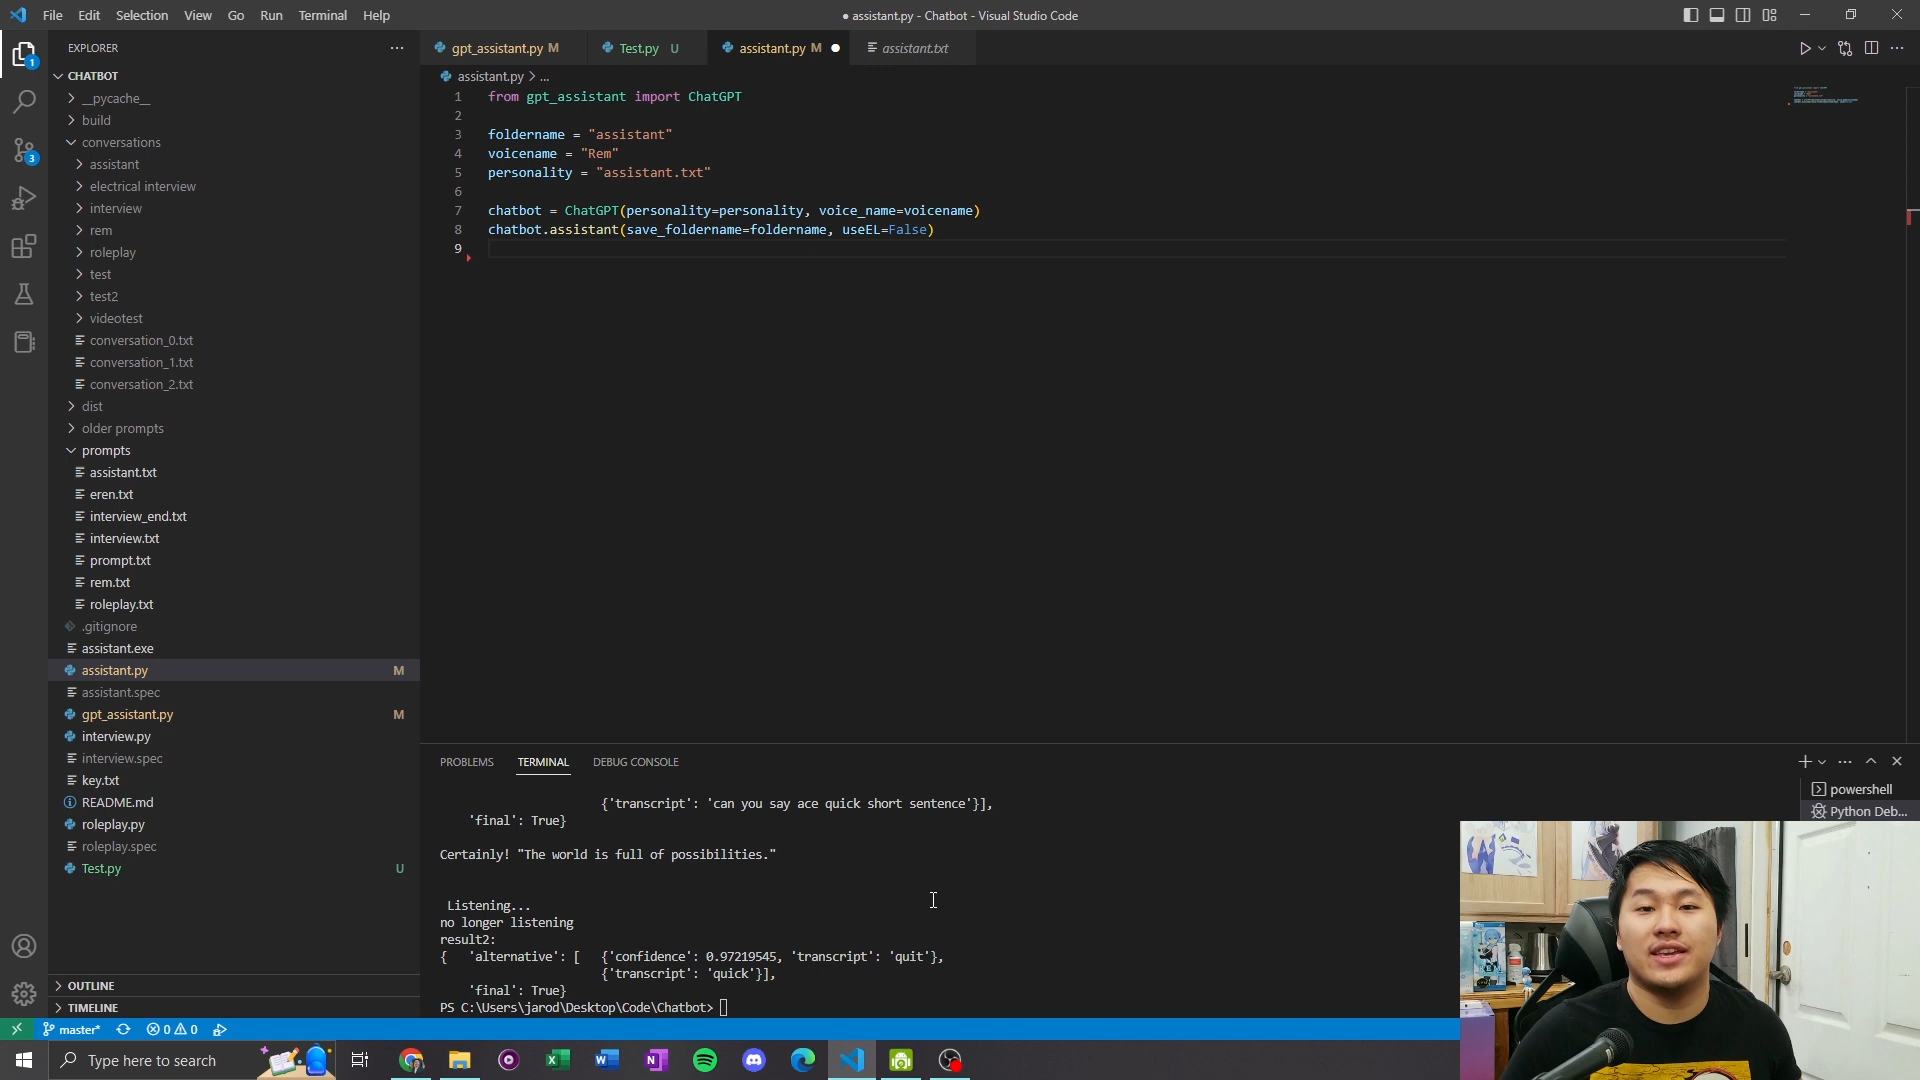 File Edit Selection View Go Run Terminal Help
● assistant.py - Chatbot - Visual Studio Code
EXPLORER
CHATBOT
__pycache__
build
conversations
assistant
electrical interview
interview
rem
roleplay
test
test2
videotest
conversation_0.txt
conversation_1.txt
conversation_2.txt
dist
older prompts
prompts
assistant.txt
eren.txt
interview_end.txt
interview.txt
prompt.txt
rem.txt
roleplay.txt
.gitignore
assistant.exe
assistant.py M
assistant.spec
gpt_assistant.py M
interview.py
interview.spec
key.txt
README.md
roleplay.py
roleplay.spec
Test.py U
OUTLINE
TIMELINE
1
3
gpt_assistant.py M Test.py U assistant.py M ● assistant.txt
assistant.py > ...
1 from gpt_assistant import ChatGPT
2
3 foldername = "assistant"
4 voicename = "Rem"
5 personality = "assistant.txt"
6
7 chatbot = ChatGPT(personality=personality, voice_name=voicename)
8 chatbot.assistant(save_foldername=foldername, useEL=False)
9
PROBLEMS TERMINAL DEBUG CONSOLE
{'transcript': 'can you say ace quick short sentence'}],
'final': True}
Certainly! "The world is full of possibilities."
Listening...
no longer listening
result2:
{ 'alternative': [ {'confidence': 0.97219545, 'transcript': 'quit'},
{'transcript': 'quick'}],
'final': True}
PS C:\Users\jarod\Desktop\Code\Chatbot>
powershell
Python Deb...
master* 0 0
Type here to search